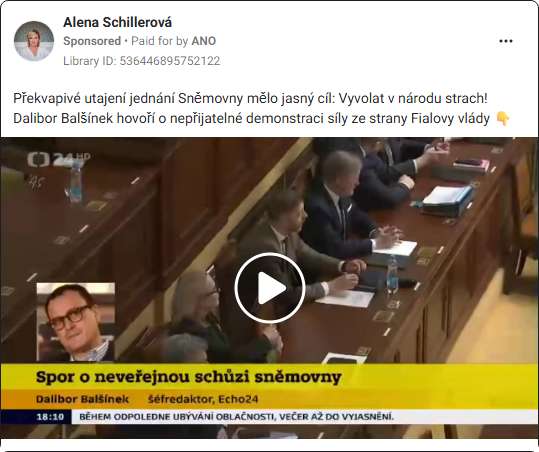 Alena Schillerová
Sponsored • Paid for by ANO
Library ID: 536446895752122
Překvapivé utajení jednání Sněmovny mělo jasný cíl: Vyvolat v národu strach!
Dalibor Balšínek hovoří o nepřijatelné demonstraci síly ze strany Fialovy vlády 👇
24 HD
Spor o neveřejnou schůzi sněmovny
Dalibor Balšínek šéfredaktor, Echo24
18:10 BĚHEM ODPOLEDNE UBÝVÁNÍ OBLAČNOSTI, VEČER AŽ DO VYJASNĚNÍ.